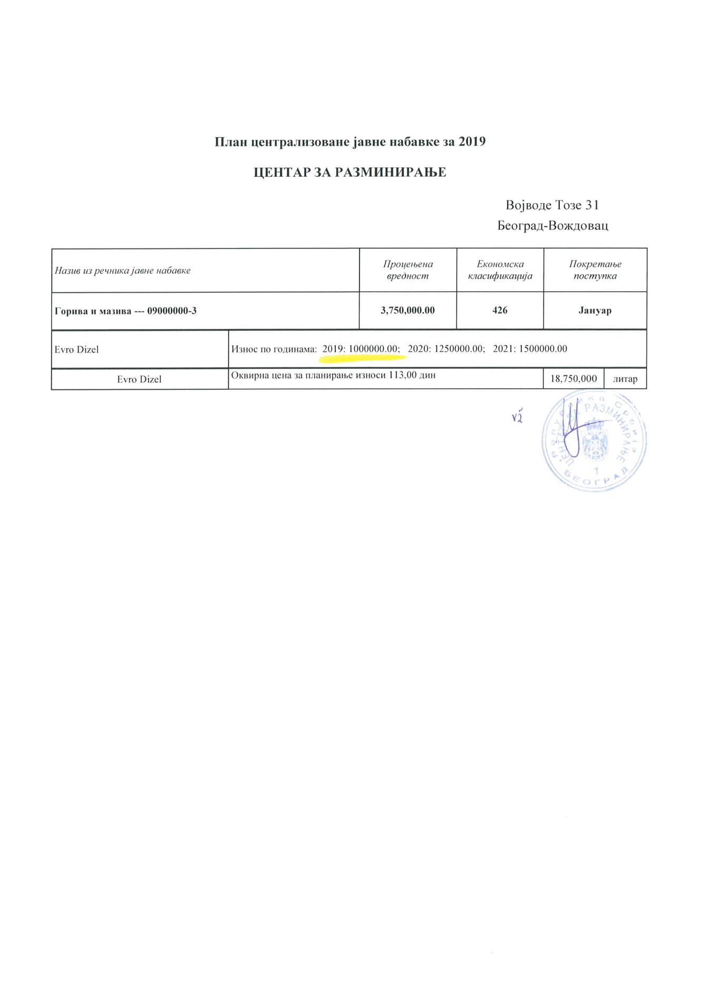 План централизоване јавне набавке за 2019
ЦЕНТАР ЗА РАЗМИНИРАЊЕ
Војводе Тозе 31
Београд-Вождовац
Назив из речника јавне набавке
Процењена вредност
Економска класификација
Покретање поступка
Горива и мазива --- 09000000-3
3,750,000.00
426
Јануар
Evro Dizel
Износ по годинама: 2019: 1000000.00; 2020: 1250000.00; 2021: 1500000.00
Evro Dizel
Оквирна цена за планирање износи 113,00 дин
18,750,000
литар
Република Србија
ЦЕНТАР ЗА РАЗМИНИРАЊЕ
1
БЕОГРАД